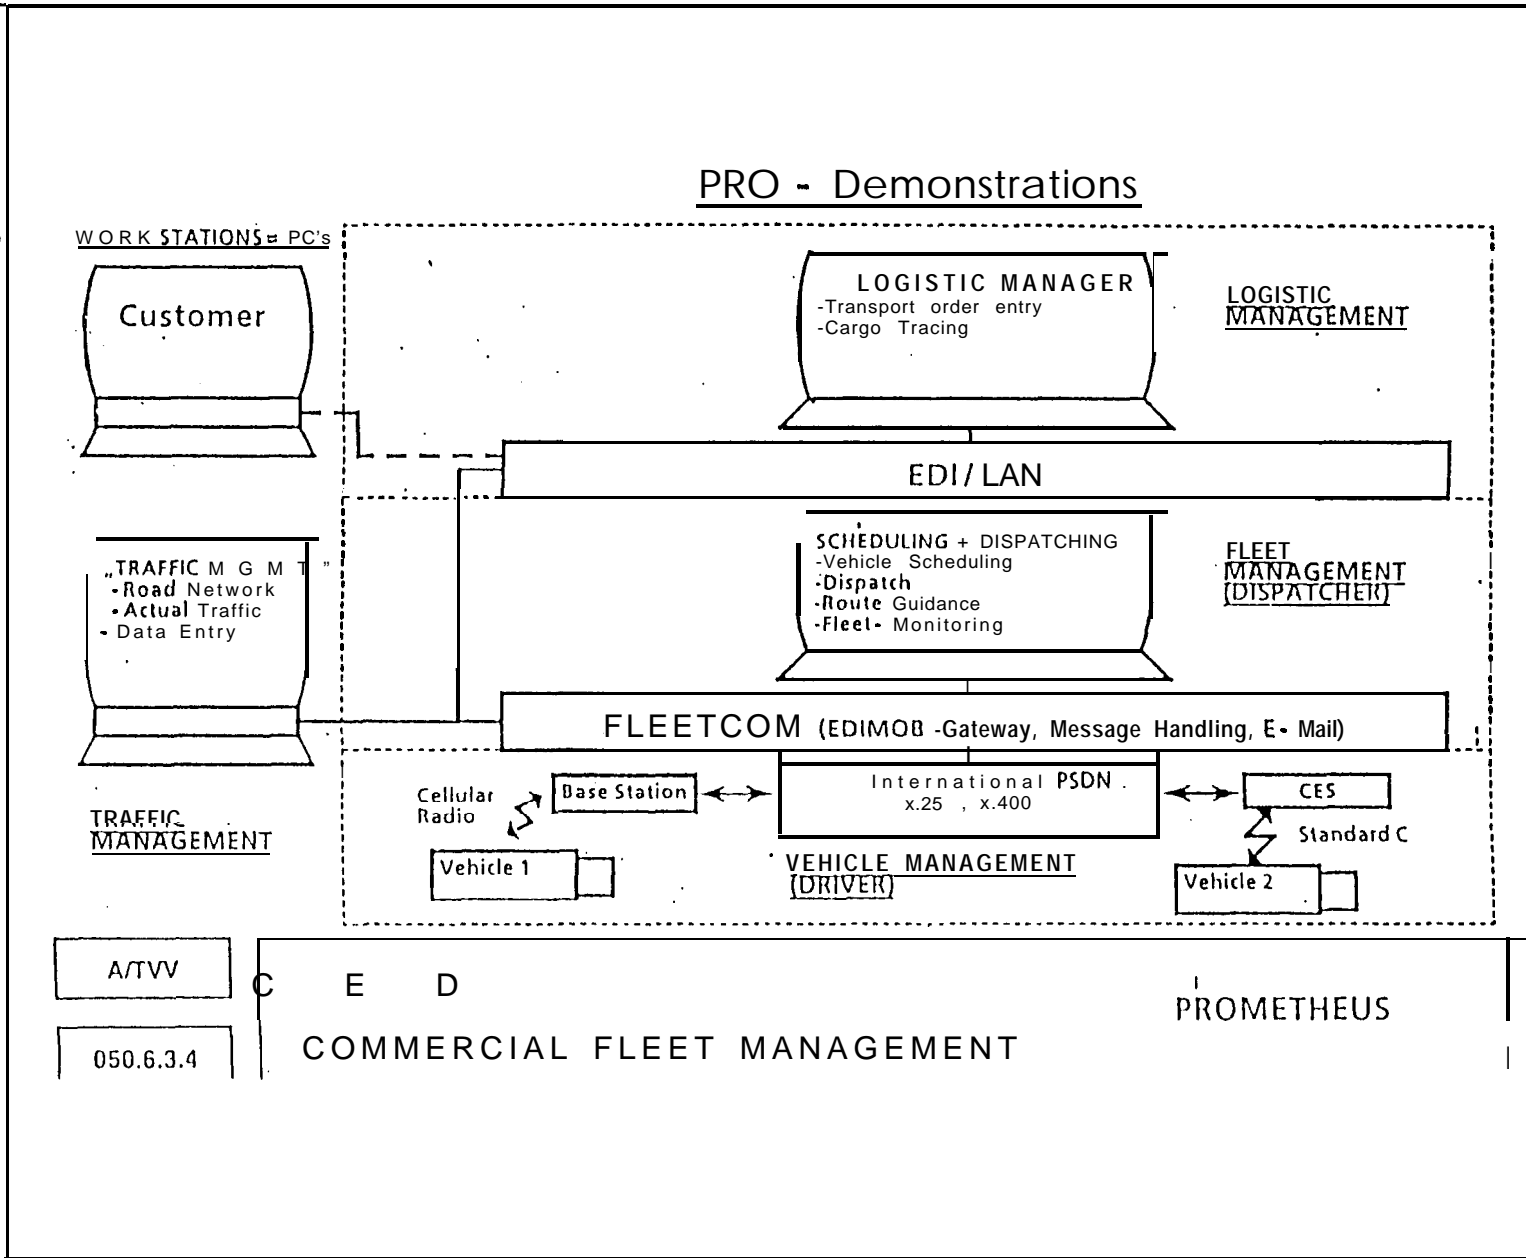 PRO - Demonstrations
WORK STATIONS = PC's
Customer
LOGISTIC MANAGER
-Transport order entry
-Cargo Tracing
LOGISTIC
MANAGEMENT
EDI/LAN
„TRAFFIC MGMT"
-Road Network
-Actual Traffic
- Data Entry
SCHEDULING + DISPATCHING
-Vehicle Scheduling
-Dispatch
-Route Guidance
-Fleet- Monitoring
FLEET
MANAGEMENT
(DISPATCHER)
FLEETCOM (EDIMOB -Gateway, Message Handling, E- Mail)
TRAFFIC
MANAGEMENT
Cellular
Radio
Base Station
International PSDN
x.25 , x.400
CES
Standard C
Vehicle 1
VEHICLE MANAGEMENT
(DRIVER)
Vehicle 2
A/TVV
C E D
PROMETHEUS
050.6.3.4
COMMERCIAL FLEET MANAGEMENT